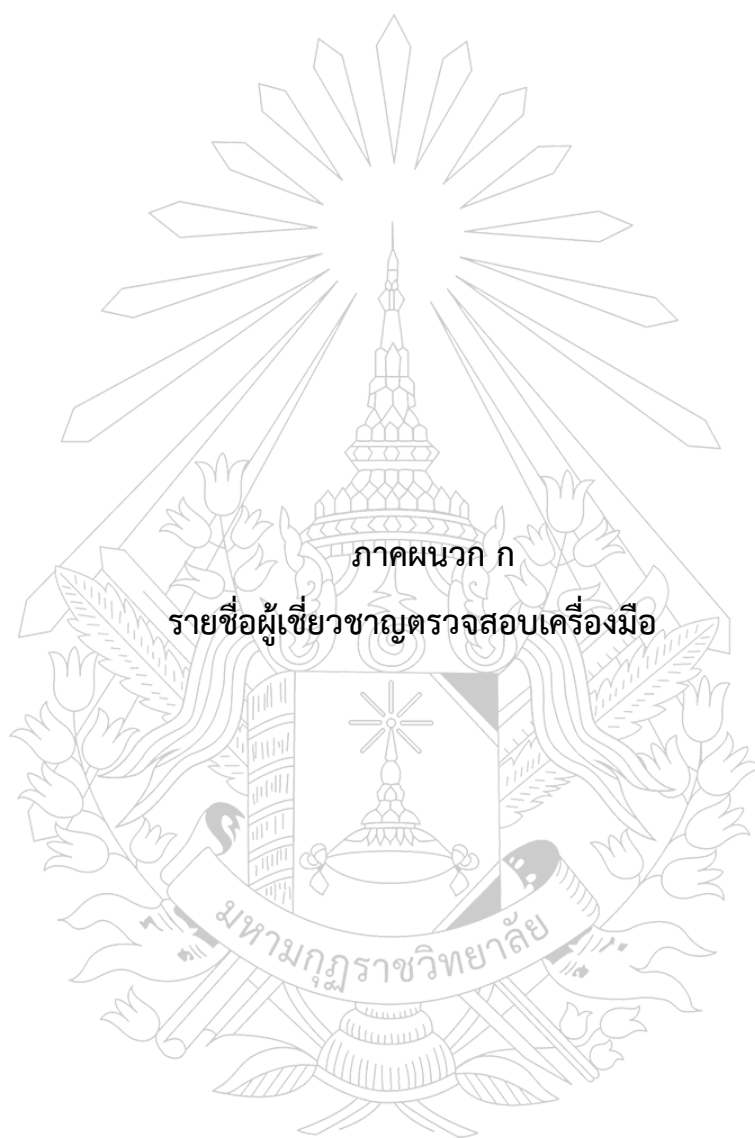 ภาคผนวก ก
รายชื่อผู้เชี่ยวชาญตรวจสอบเครื่องมือ
มหามกุฏราชวิทยาลัย